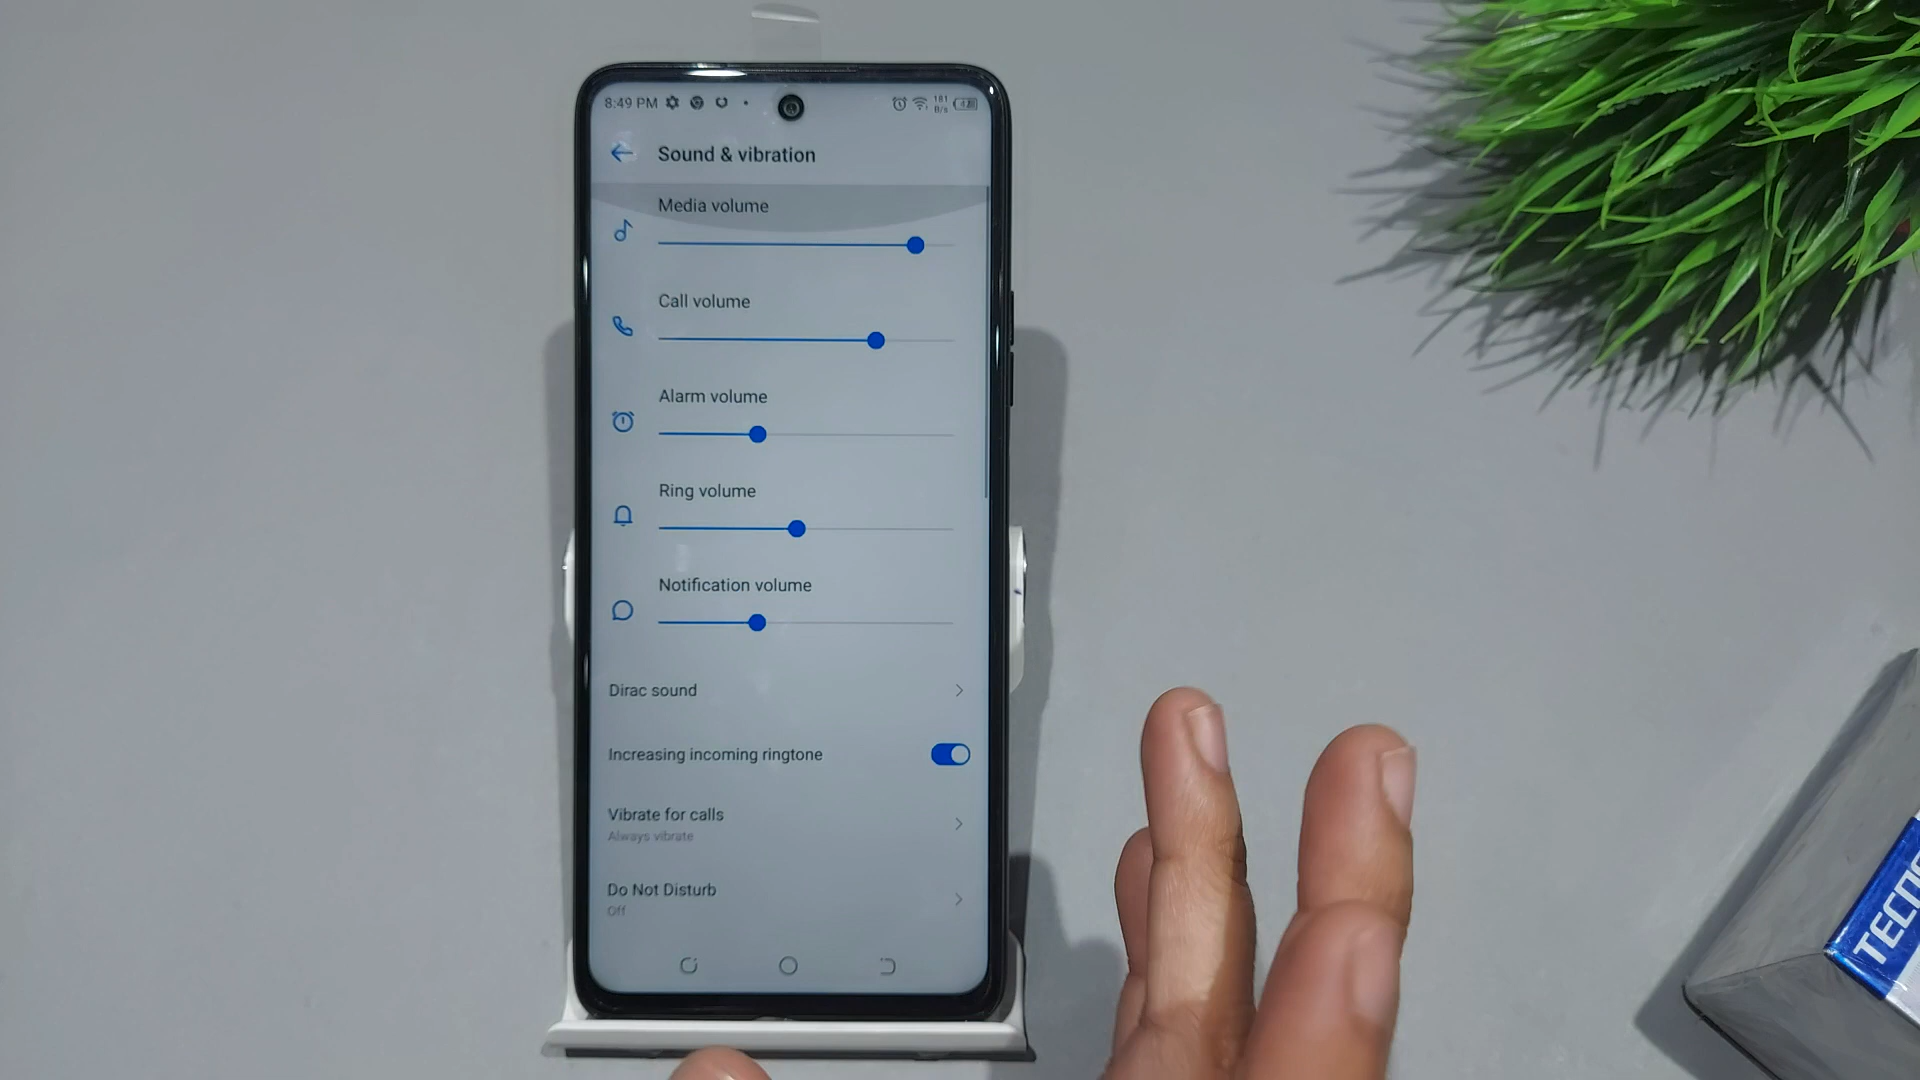 8:49 PM
181
B/s
Sound & vibration
Media volume
Call volume
Alarm volume
Ring volume
Notification volume
Dirac sound
Increasing incoming ringtone
Vibrate for calls
Always vibrate
Do Not Disturb
Off